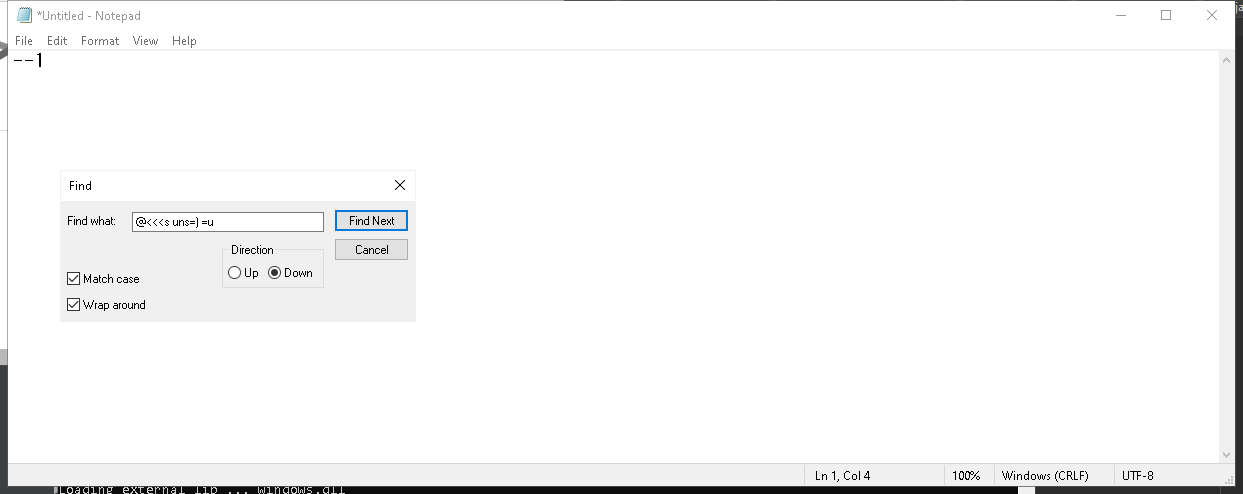 *Untitled - Notepad
File Edit Format View Help
--1
Find
Find what: @<<<s uns=) =u Find Next
Direction Cancel
Up Down
Match case
Wrap around
Ln 1, Col 4 100% Windows (CRLF) UTF-8
Loading external lib ... windows.dll